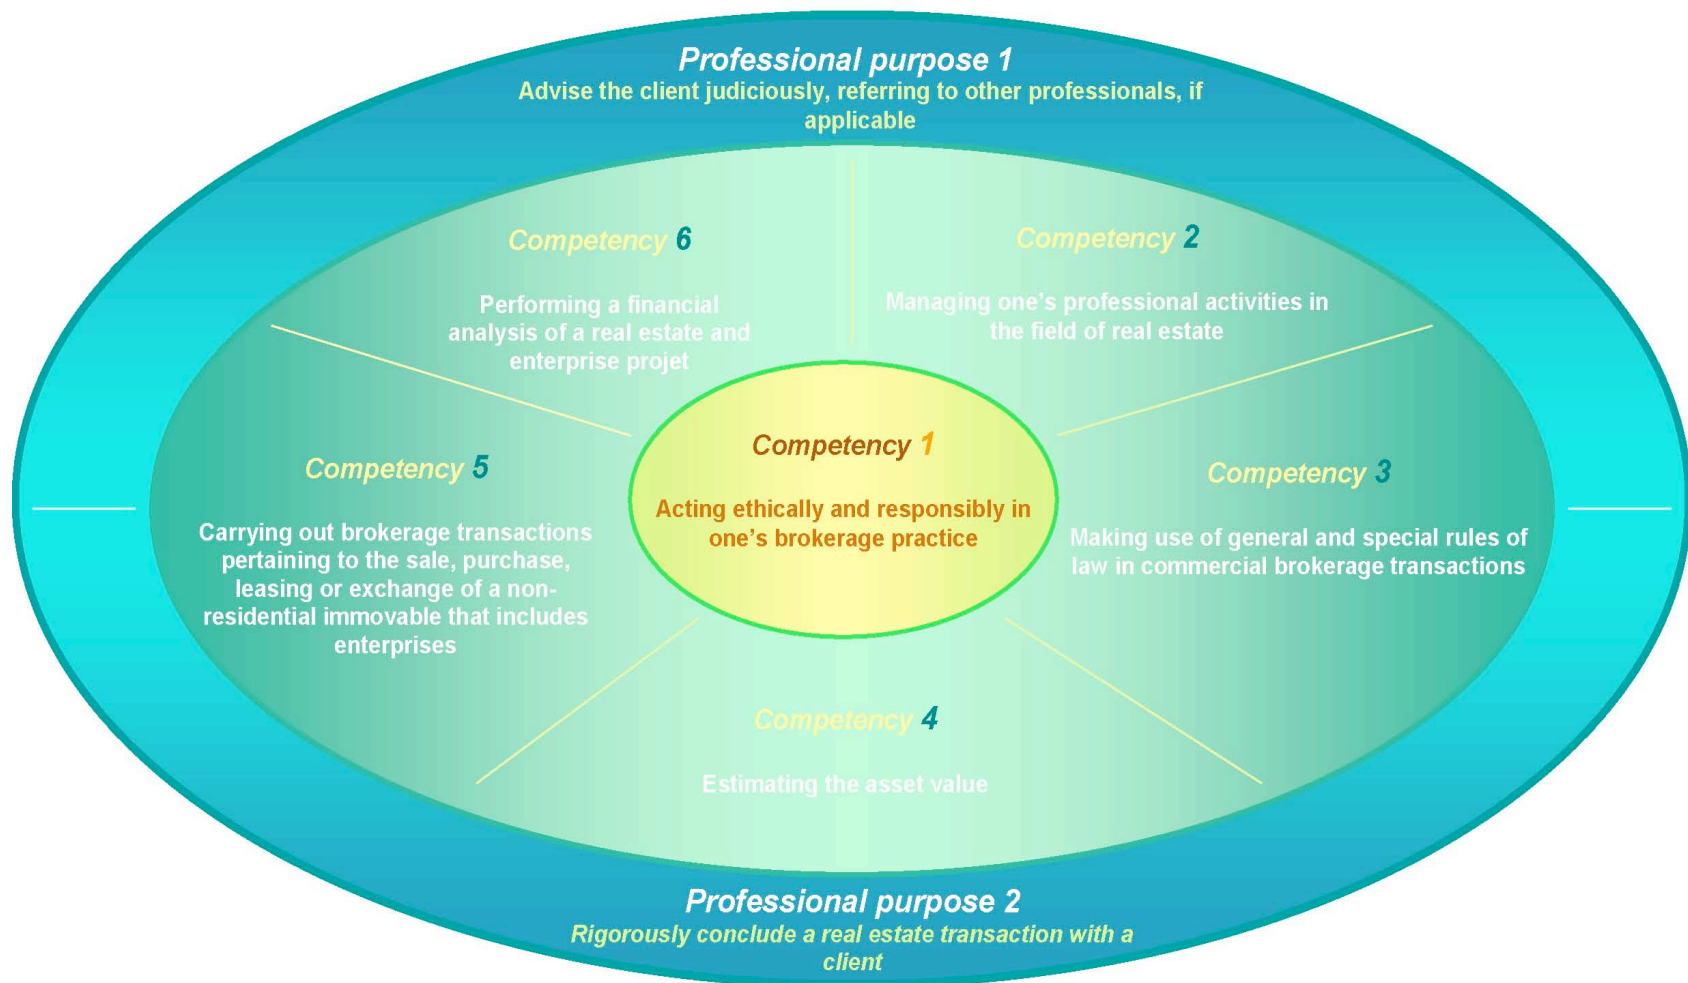 Professional purpose 1
Advise the client judiciously, referring to other professionals, if
applicable
Competency 6
Performing a financial
analysis of a real estate and
enterprise projet
Competency 2
Managing one's professional activities in
the field of real estate
Competency 1
Acting ethically and responsibly in
one's brokerage practice
Competency 5
Carrying out brokerage transactions
pertaining to the sale, purchase,
leasing or exchange of a non-
residential immovable that includes
enterprises
Competency 3
Making use of general and special rules of
law in commercial brokerage transactions
Competency 4
Estimating the asset value
Professional purpose 2
Rigorously conclude a real estate transaction with a
client